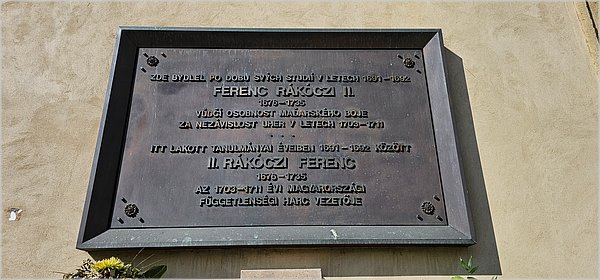 ZDE BYDLEL PO DOBU SVÝCH STUDIÍ V LETECH 1691-1692
FERENC RÁKÓCZI II.
1676-1735
VŮDČÍ OSOBNOST MAĎARSKÉHO BOJE
ZA NEZÁVISLOST UHER V LETECH 1703-1711
• • •
ITT LAKOTT TANULMÁNYAI ÉVEIBEN 1691-1692 KÖZÖTT
II. RÁKÓCZI FERENC
1676-1735
AZ 1703-1711 ÉVI MAGYARORSZÁGI
FÜGGETLENSÉGI HARC VEZETŐJE